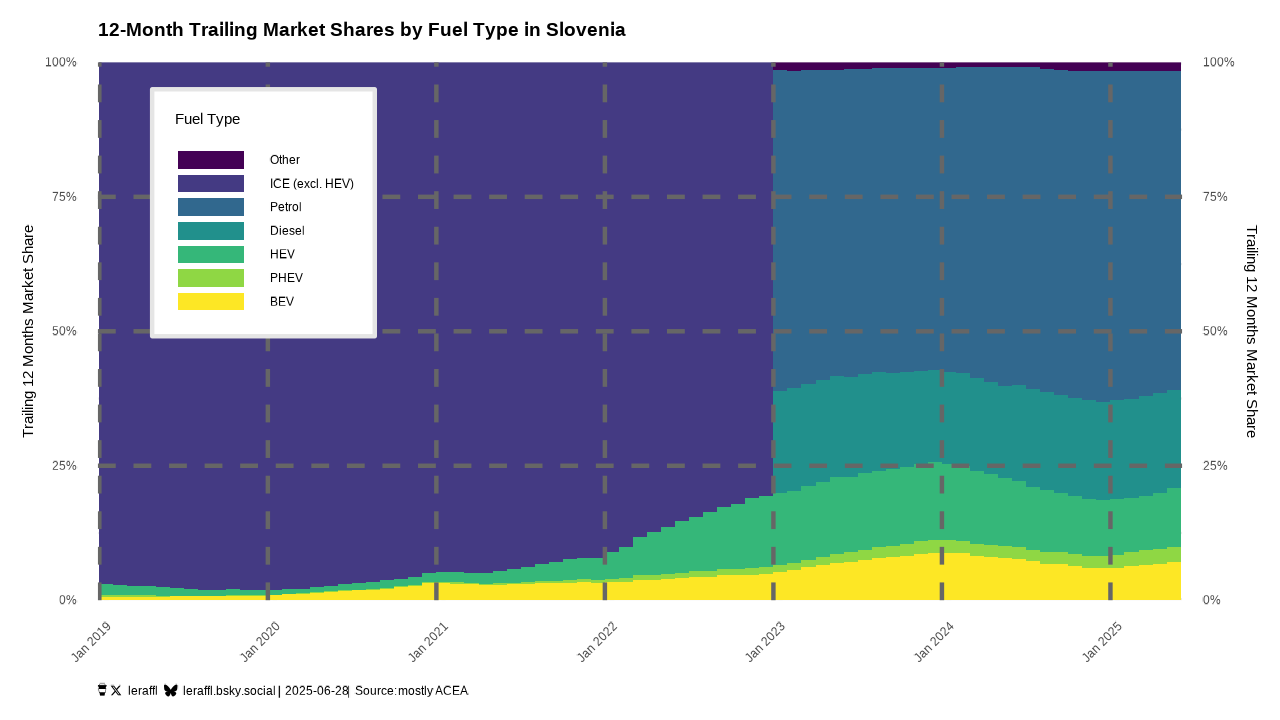 12-Month Trailing Market Shares by Fuel Type in Slovenia
100%
100%
Fuel Type
Other
ICE (excl. HEV)
Petrol
Diesel
HEV
PHEV
BEV
75%
75%
Trailing 12 Months Market Share
Trailing 12 Months Market Share
50%
50%
25%
25%
0%
0%
Jan 2019
Jan 2020
Jan 2021
Jan 2022
Jan 2023
Jan 2024
Jan 2025
leraffl leraffl.bsky.social | 2025-06-28| Source:mostly ACEA